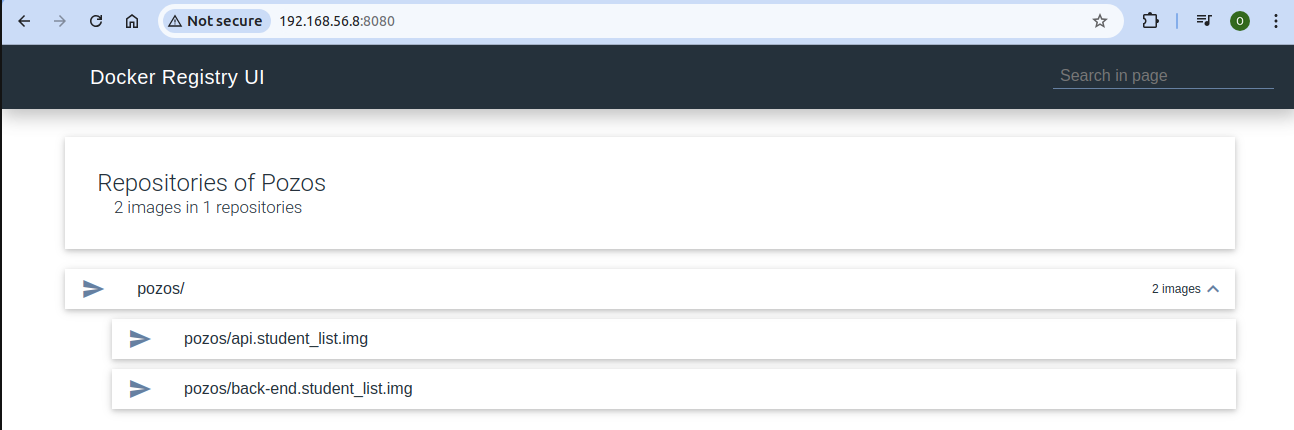 Not secure 192.168.56.8:8080
O
Docker Registry UI
Search in page
Repositories of Pozos
2 images in 1 repositories
pozos/
2 images
pozos/api.student_list.img
pozos/back-end.student_list.img